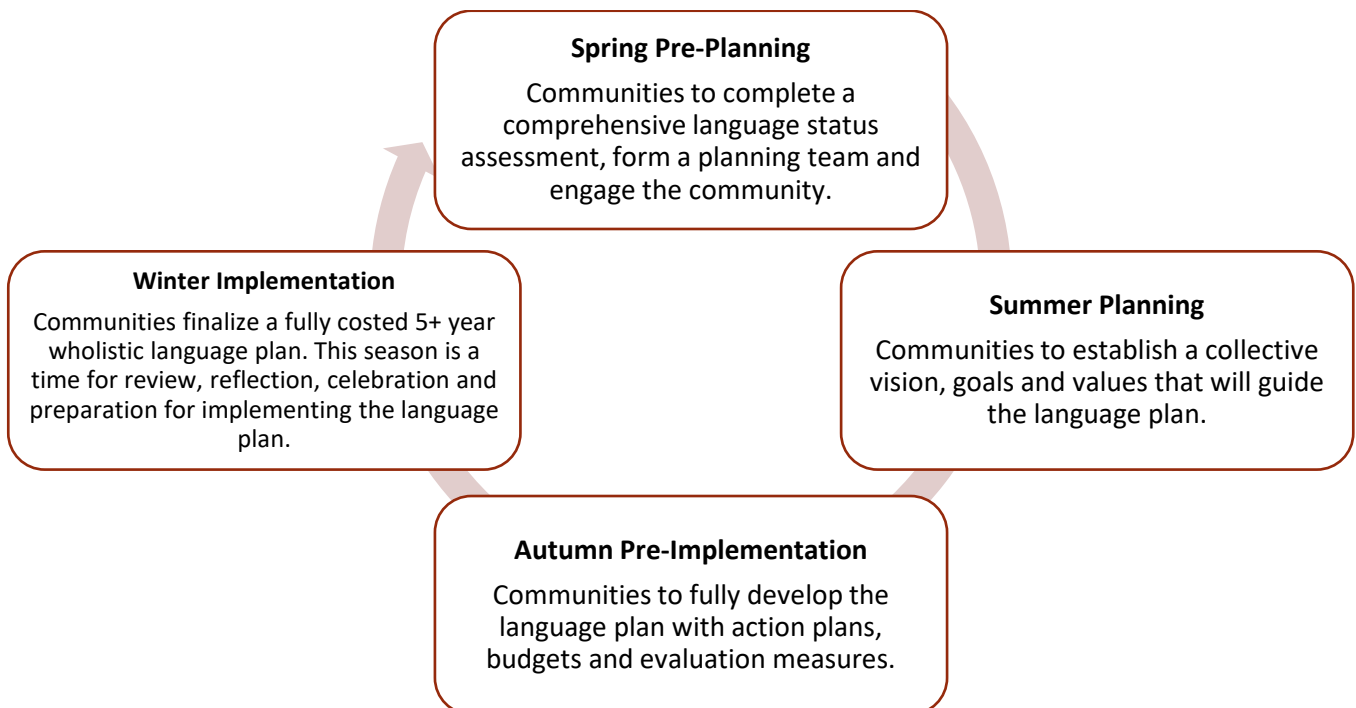 Spring Pre-Planning
Communities to complete a
comprehensive language status
assessment, form a planning team and
engage the community.
Winter Implementation
Communities finalize a fully costed 5+ year
wholistic language plan. This season is a
time for review, reflection, celebration and
preparation for implementing the language
plan.
Summer Planning
Communities to establish a collective
vision, goals and values that will guide
the language plan.
Autumn Pre-Implementation
Communities to fully develop the
language plan with action plans,
budgets and evaluation measures.